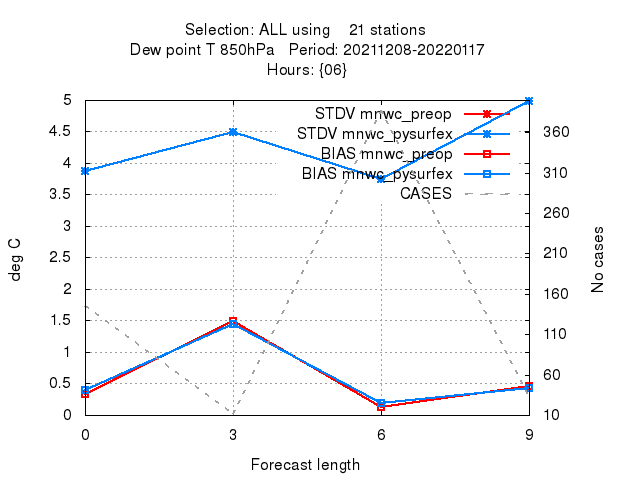 Selection: ALL using 21 stations
Dew point T 850hPa Period: 20211208-20220117
Hours: {06}
STDV mnwc_preop
STDV mnwc_pysurfex
BIAS mnwc_preop
BIAS mnwc_pysurfex
CASES
5
4.5
4
3.5
3
2.5
2
1.5
1
0.5
0
deg C
360
310
260
210
160
110
60
10
No cases
0 3 6 9
Forecast length